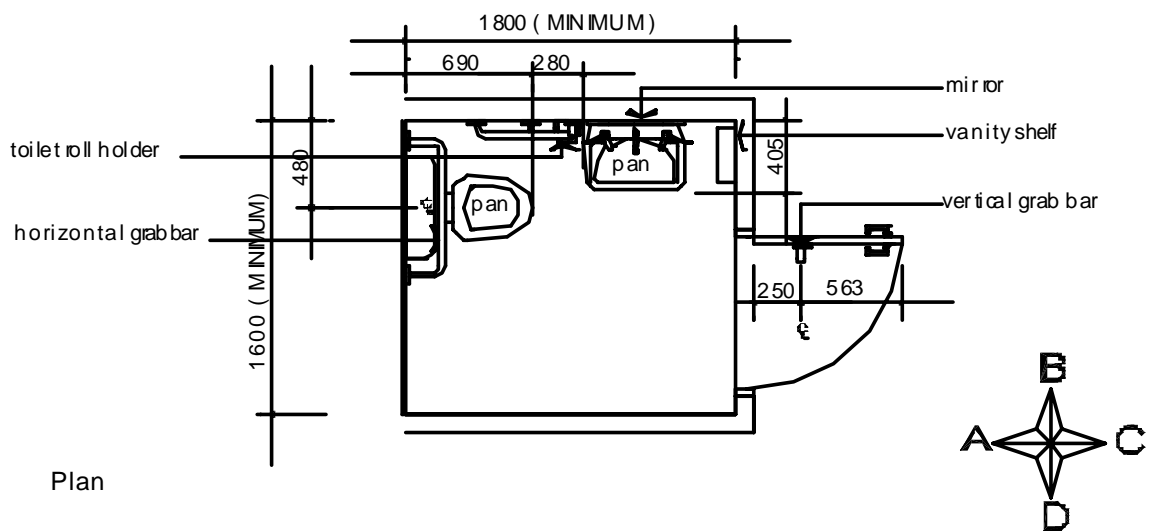 1800 ( MINIMUM )
690
280
mirror
vanity shelf
toilet roll holder
480
pan
405
pan
vertical grab bar
horizontal grab bar
1600 ( MINIMUM )
250
563
B
A
C
D
Plan